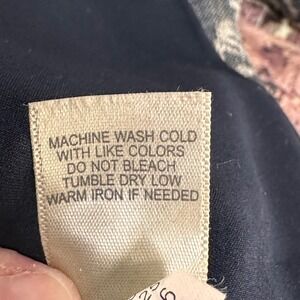 MACHINE WASH COLD
WITH LIKE COLORS
DO NOT BLEACH
TUMBLE DRY LOW
WARM IRON IF NEEDED